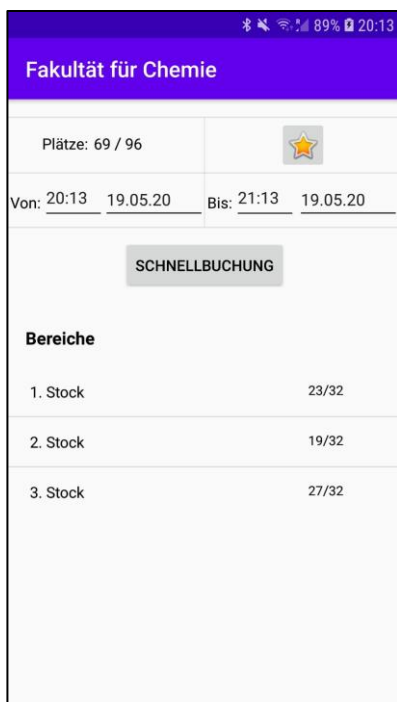 89% 20:13
Fakultät für Chemie
Plätze: 69 / 96
Von: 20:13 19.05.20 Bis: 21:13 19.05.20
SCHNELLBUCHUNG
Bereiche
1. Stock 23/32
2. Stock 19/32
3. Stock 27/32